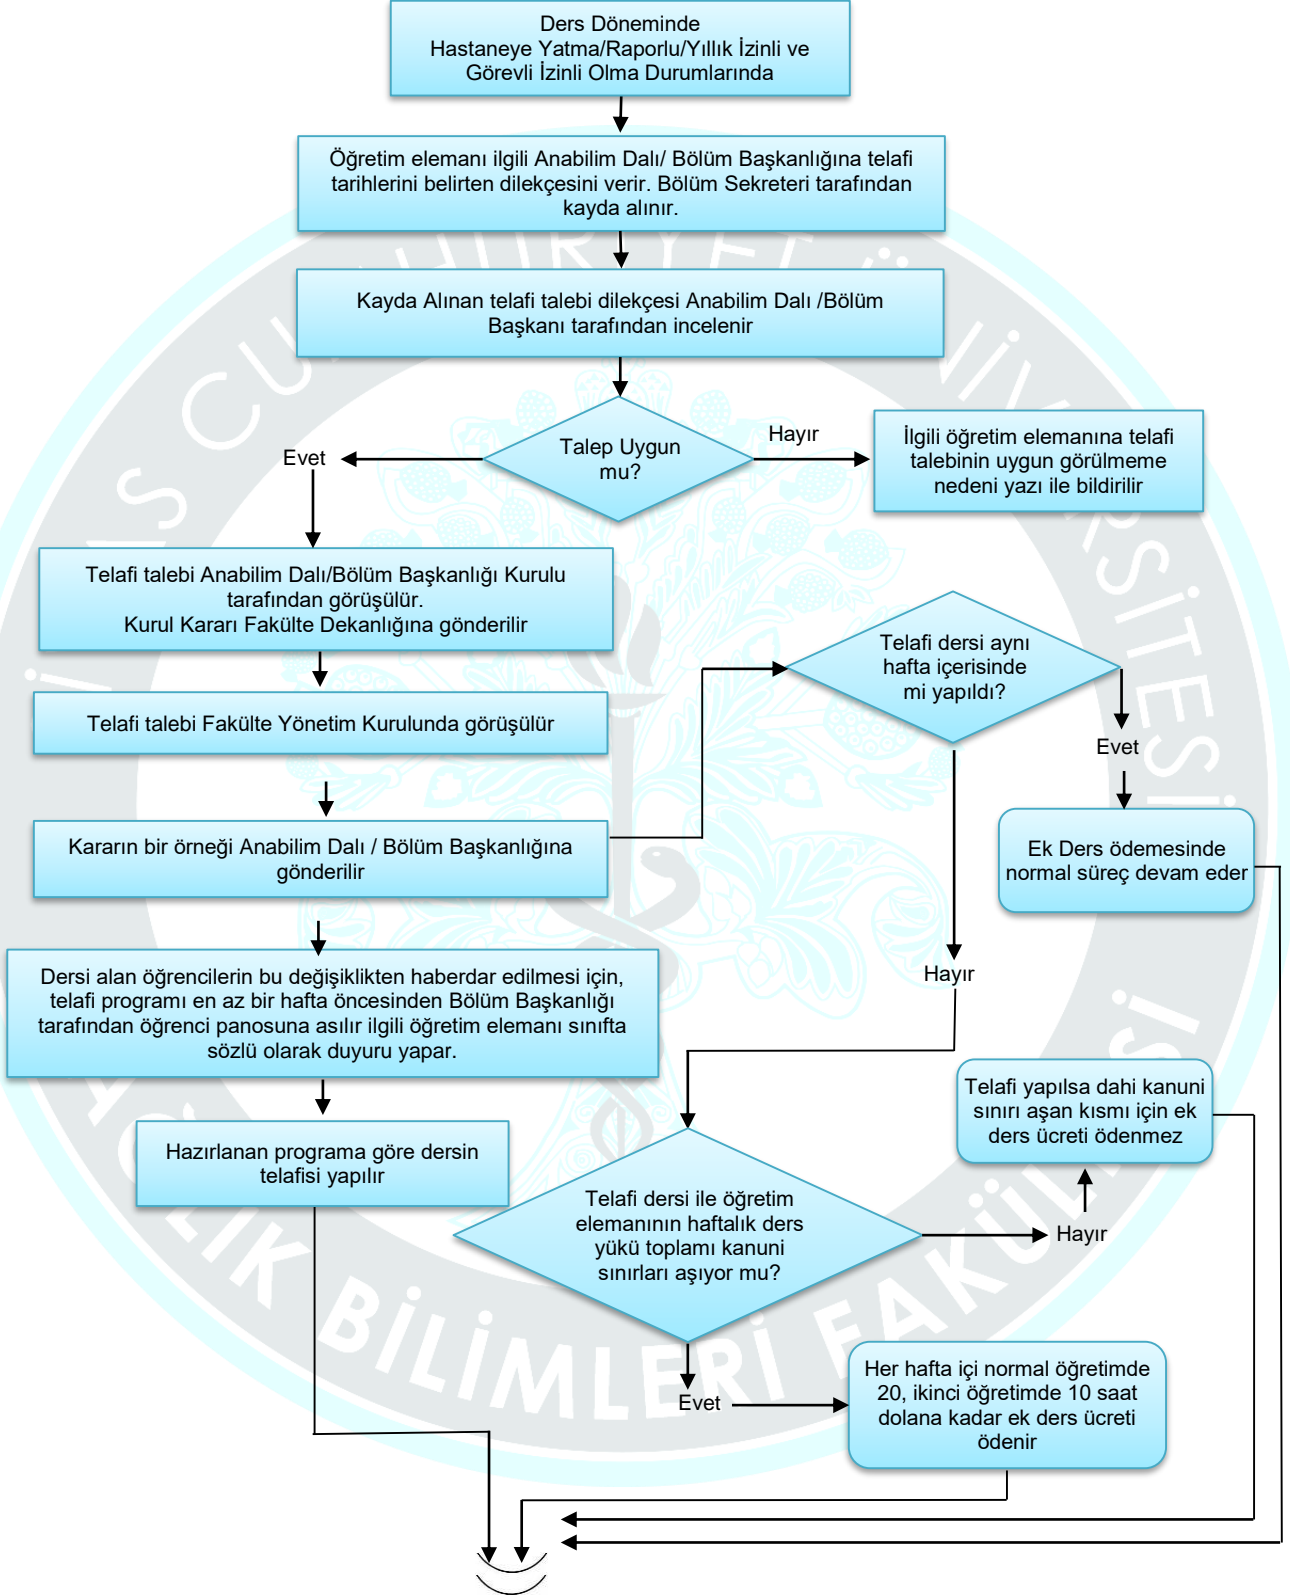 Ders Döneminde
Hastaneye Yatma/Raporlu/Yıllık İzinli ve
Görevli İzinli Olma Durumlarında
Öğretim elemanı ilgili Anabilim Dalı/ Bölüm Başkanlığına telafi
tarihlerini belirten dilekçesini verir. Bölüm Sekreteri tarafından
kayda alınır.
Kayda Alınan telafi talebi dilekçesi Anabilim Dalı /Bölüm
Başkanı tarafından incelenir
Talep Uygun
mu?
Evet
Hayır
İlgili öğretim elemanına telafi
talebinin uygun görülmeme
nedeni yazı ile bildirilir
Telafi talebi Anabilim Dalı/Bölüm Başkanlığı Kurulu
tarafından görüşülür.
Kurul Kararı Fakülte Dekanlığına gönderilir
Telafi talebi Fakülte Yönetim Kurulunda görüşülür
Kararın bir örneği Anabilim Dalı / Bölüm Başkanlığına
gönderilir
Telafi dersi aynı
hafta içerisinde
mi yapıldı?
Evet
Ek Ders ödemesinde
normal süreç devam eder
Hayır
Dersi alan öğrencilerin bu değişiklikten haberdar edilmesi için,
telafi programı en az bir hafta öncesinden Bölüm Başkanlığı
tarafından öğrenci panosuna asılır ilgili öğretim elemanı sınıfta
sözlü olarak duyuru yapar.
Hazırlanan programa göre dersin
telafisi yapılır
Telafi dersi ile öğretim
elemanının haftalık ders
yükü toplamı kanuni
sınırları aşıyor mu?
Hayır
Telafi yapılsa dahi kanuni
sınırı aşan kısmı için ek
ders ücreti ödenmez
Evet
Her hafta içi normal öğretimde
20, ikinci öğretimde 10 saat
dolana kadar ek ders ücreti
ödenir